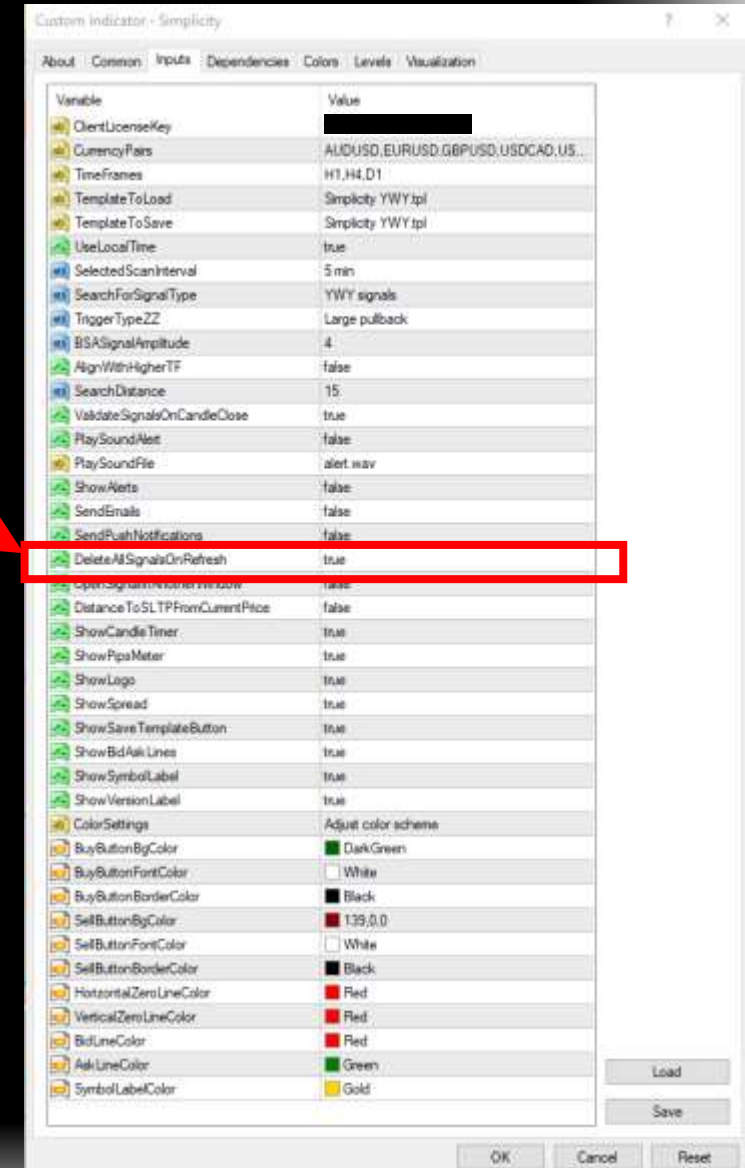 Custom Indicator - Simplicity
About Common Inputs Dependencies Colors Levels Visualization
Variable Value
ClientLicenseKey
CurrencyPairs AUDUSD,EURUSD,GBPUSD,USDCAD,US...
TimeFrames H1,H4,D1
TemplateToLoad Simplicity YWY.tpl
TemplateToSave Simplicity YWY.tpl
UseLocalTime true
SelectedScanInterval 5 min
SearchForSignalType YWY signals
TriggerTypeZZ Large pullback
BSASignalAmplitude 4
AlignWithHigherTF false
SearchDistance 15
ValidateSignalsOnCandleClose true
PlaySoundAlert false
PlaySoundFile alert.wav
ShowAlerts false
SendEmails false
SendPushNotifications false
DeleteAllSignalsOnRefresh true
OpenSignalInAnotherWindow false
DistanceToSLTPFromCurrentPrice false
ShowCandleTimer true
ShowPipsMeter true
ShowLogo true
ShowSpread true
ShowSaveTemplateButton true
ShowBidAskLines true
ShowSymbolLabel true
ShowVersionLabel true
ColorSettings Adjust color scheme
BuyButtonBgColor DarkGreen
BuyButtonFontColor White
BuyButtonBorderColor Black
SellButtonBgColor 139,0,0
SellButtonFontColor White
SellButtonBorderColor Black
HorizontalZeroLineColor Red
VerticalZeroLineColor Red
BidLineColor Red
AskLineColor Green
SymbolLabelColor Gold
Load
Save
OK Cancel Reset